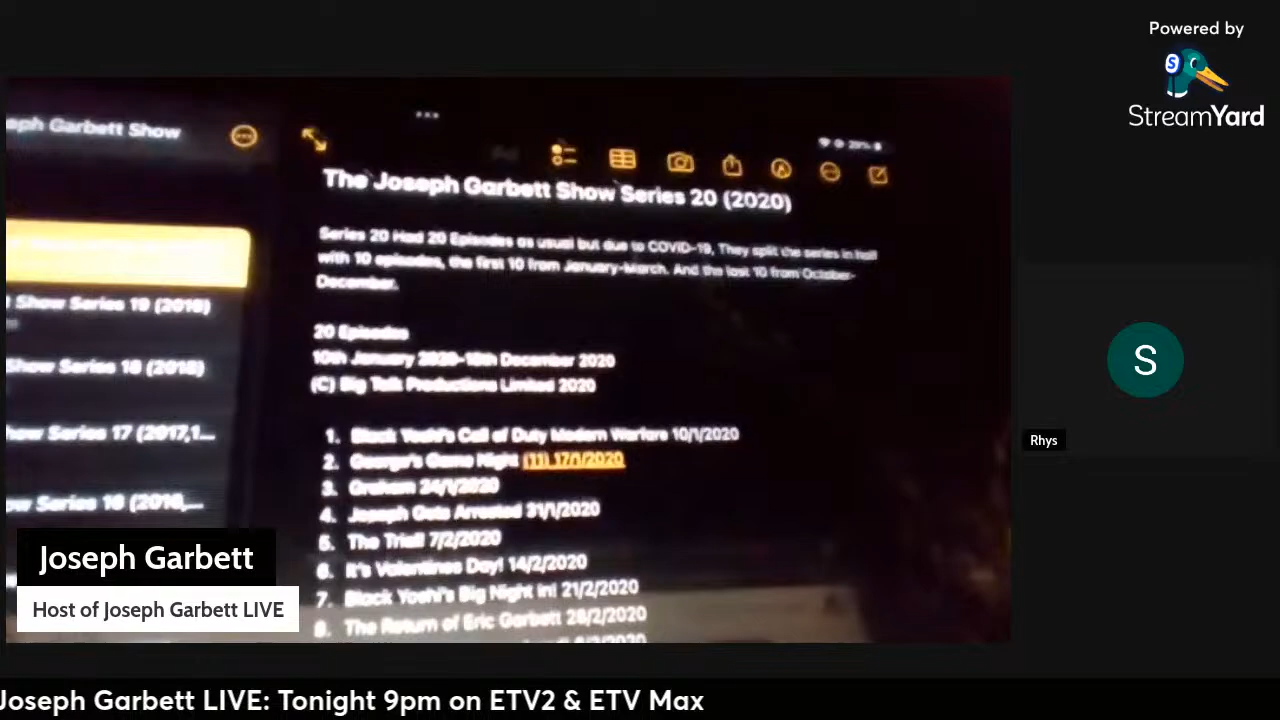 Powered by
StreamYard
eph Garbett Show
The Joseph Garbett Show Series 20 (2020)
Series 20 Had 20 Episodes as usual but due to COVID-19, They split the series in half
with 10 episodes, the first 10 from January-March. And the last 10 from October-
December.
20 Episodes
10th January 2020-18th December 2020
(C) Big Talk Productions Limited 2020
1. Black Yoshi's Call of Duty Modern Warfare 10/1/2020
2. George's Game Night (11) 17/1/2020
3. Graham 24/1/2020
4. Joseph Gets Arrested 31/1/2020
5. The Trial! 7/2/2020
6. It's Valentines Day! 14/2/2020
7. Black Yoshi's Big Night in! 21/2/2020
8. The Return of Eric Garbett 28/2/2020
Show Series 19 (2019)
Show Series 18 (2018)
how Series 17 (2017,1...
ow Series 16 (2016,...
S
Rhys
Joseph Garbett
Host of Joseph Garbett LIVE
Joseph Garbett LIVE: Tonight 9pm on ETV2 & ETV Max